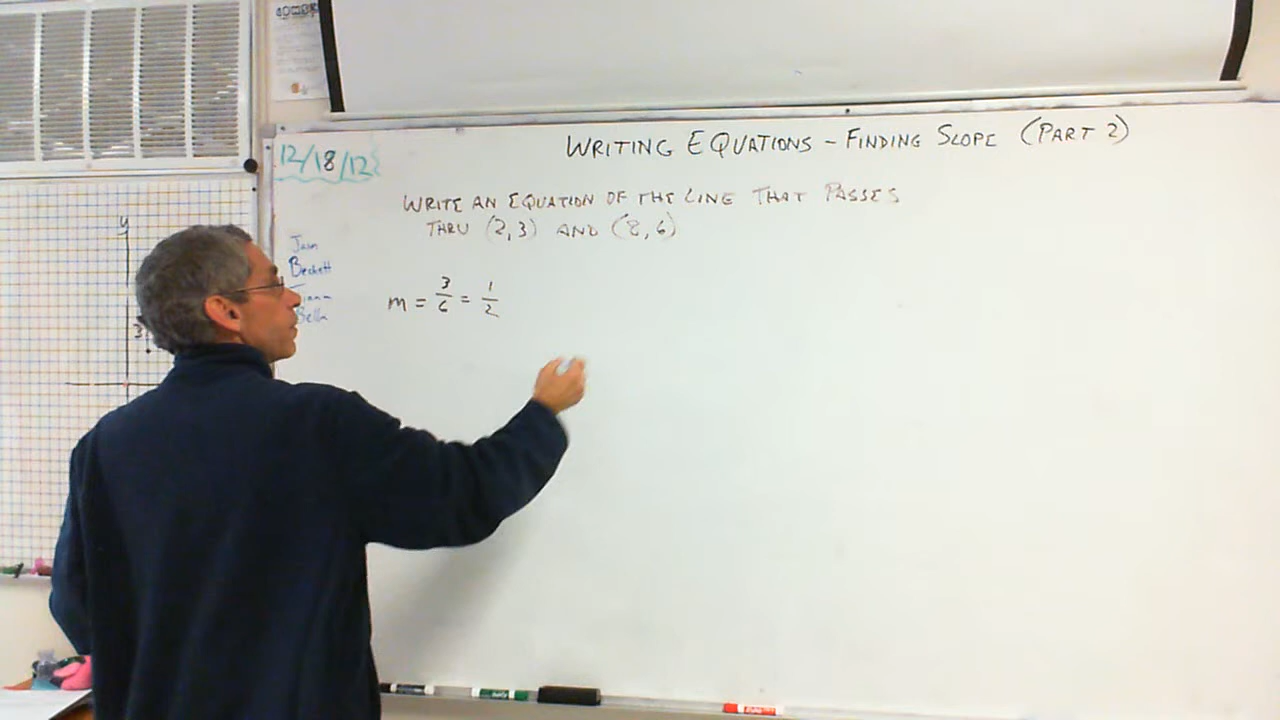 WRITING EQUATIONS - FINDING SLOPE (PART 2)
12/18/12
WRITE AN EQUATION OF THE LINE THAT PASSES
THRU (2,3) AND (8,6)
Beckett
Bella
m = 3/6 = 1/2
y
3